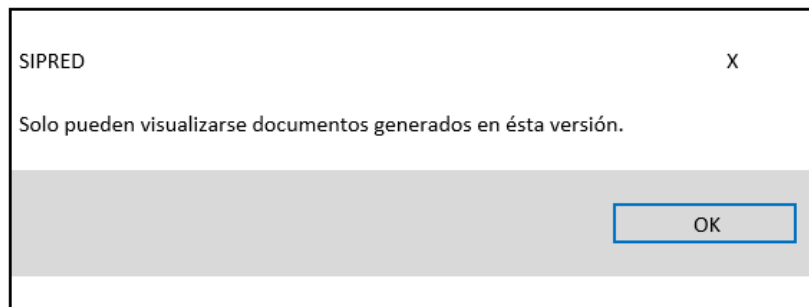 SIPRED X
Solo pueden visualizarse documentos generados en ésta versión.
OK